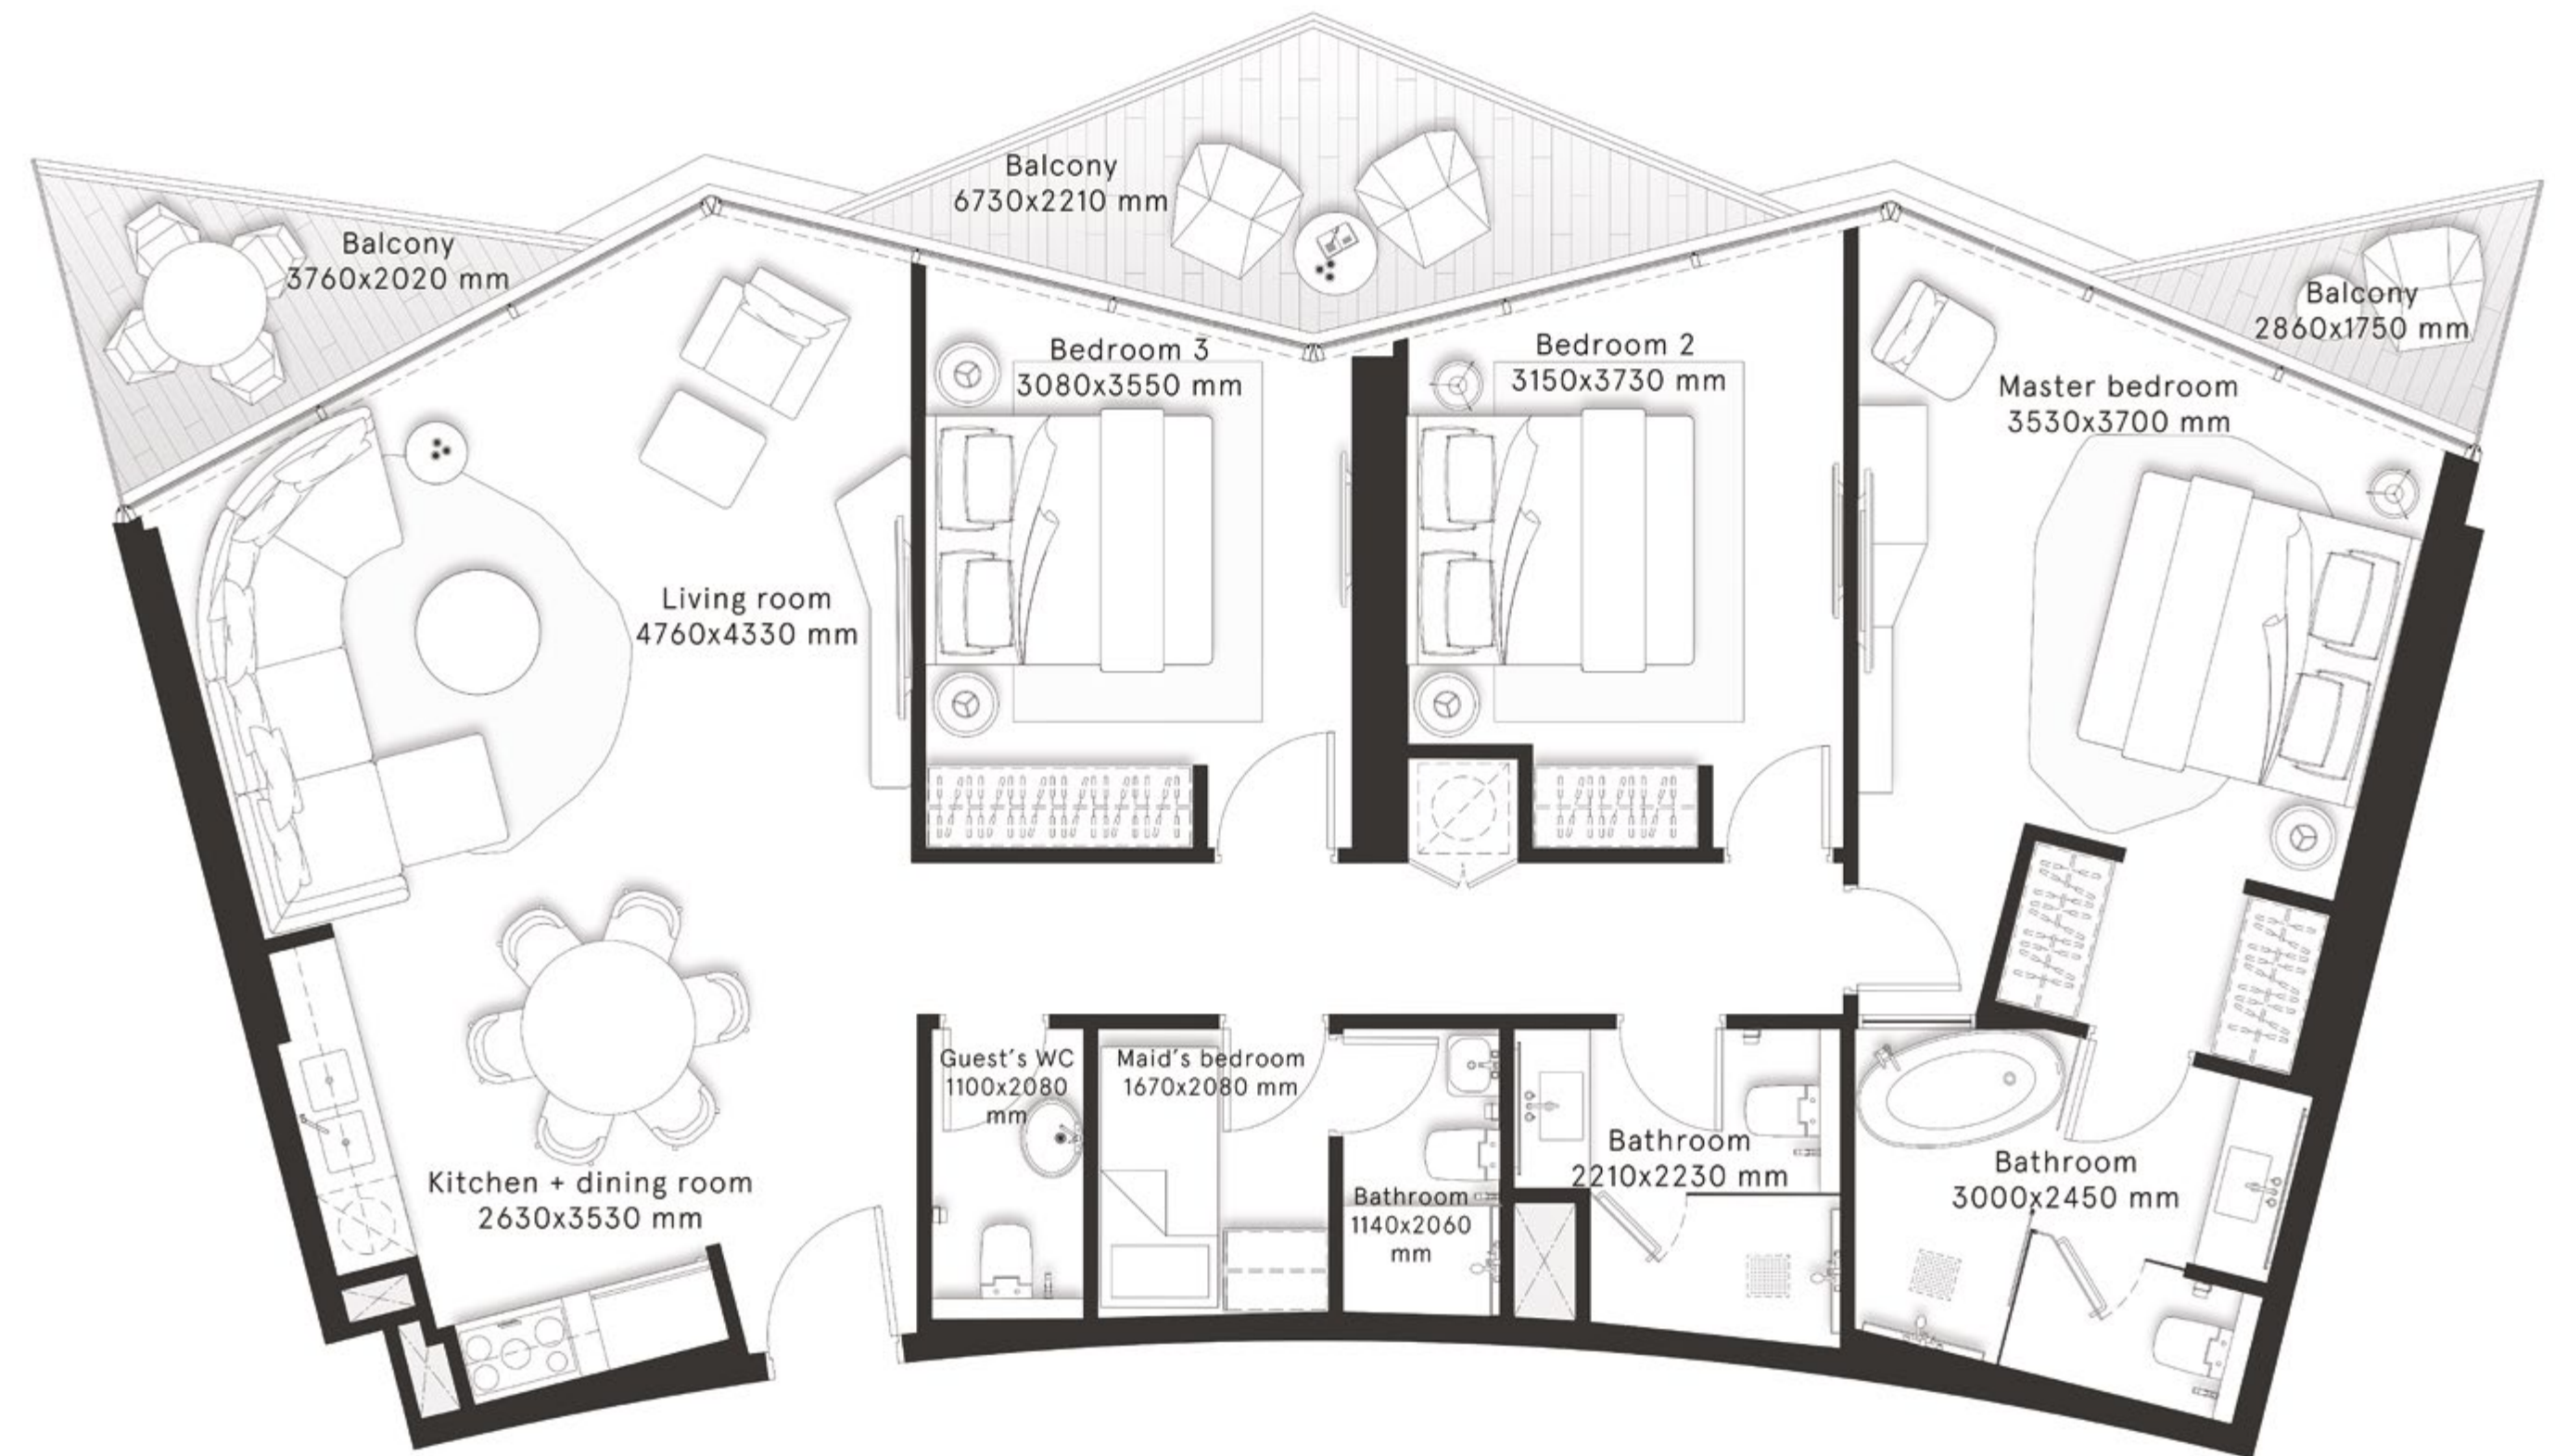 Balcony
3760x2020 mm
Balcony
6730x2210 mm
Balcony
2860x1750 mm
Bedroom 3
3080x3550 mm
Bedroom 2
3150x3730 mm
Master bedroom
3530x3700 mm
Living room
4760x4330 mm
Guest's WC
1100x2080
mm
Maid's bedroom
1670x2080 mm
Bathroom
2210x2230 mm
Bathroom
3000x2450 mm
Kitchen + dining room
2630x3530 mm
Bathroom
1140x2060
mm